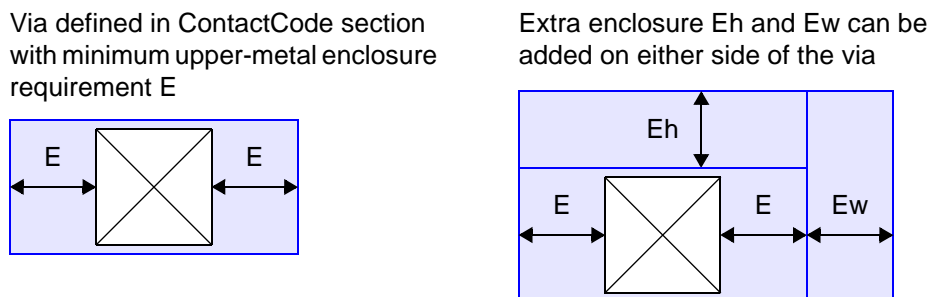 Via defined in ContactCode section
with minimum upper-metal enclosure
requirement E
E
E
Extra enclosure Eh and Ew can be
added on either side of the via
Eh
E
E
Ew